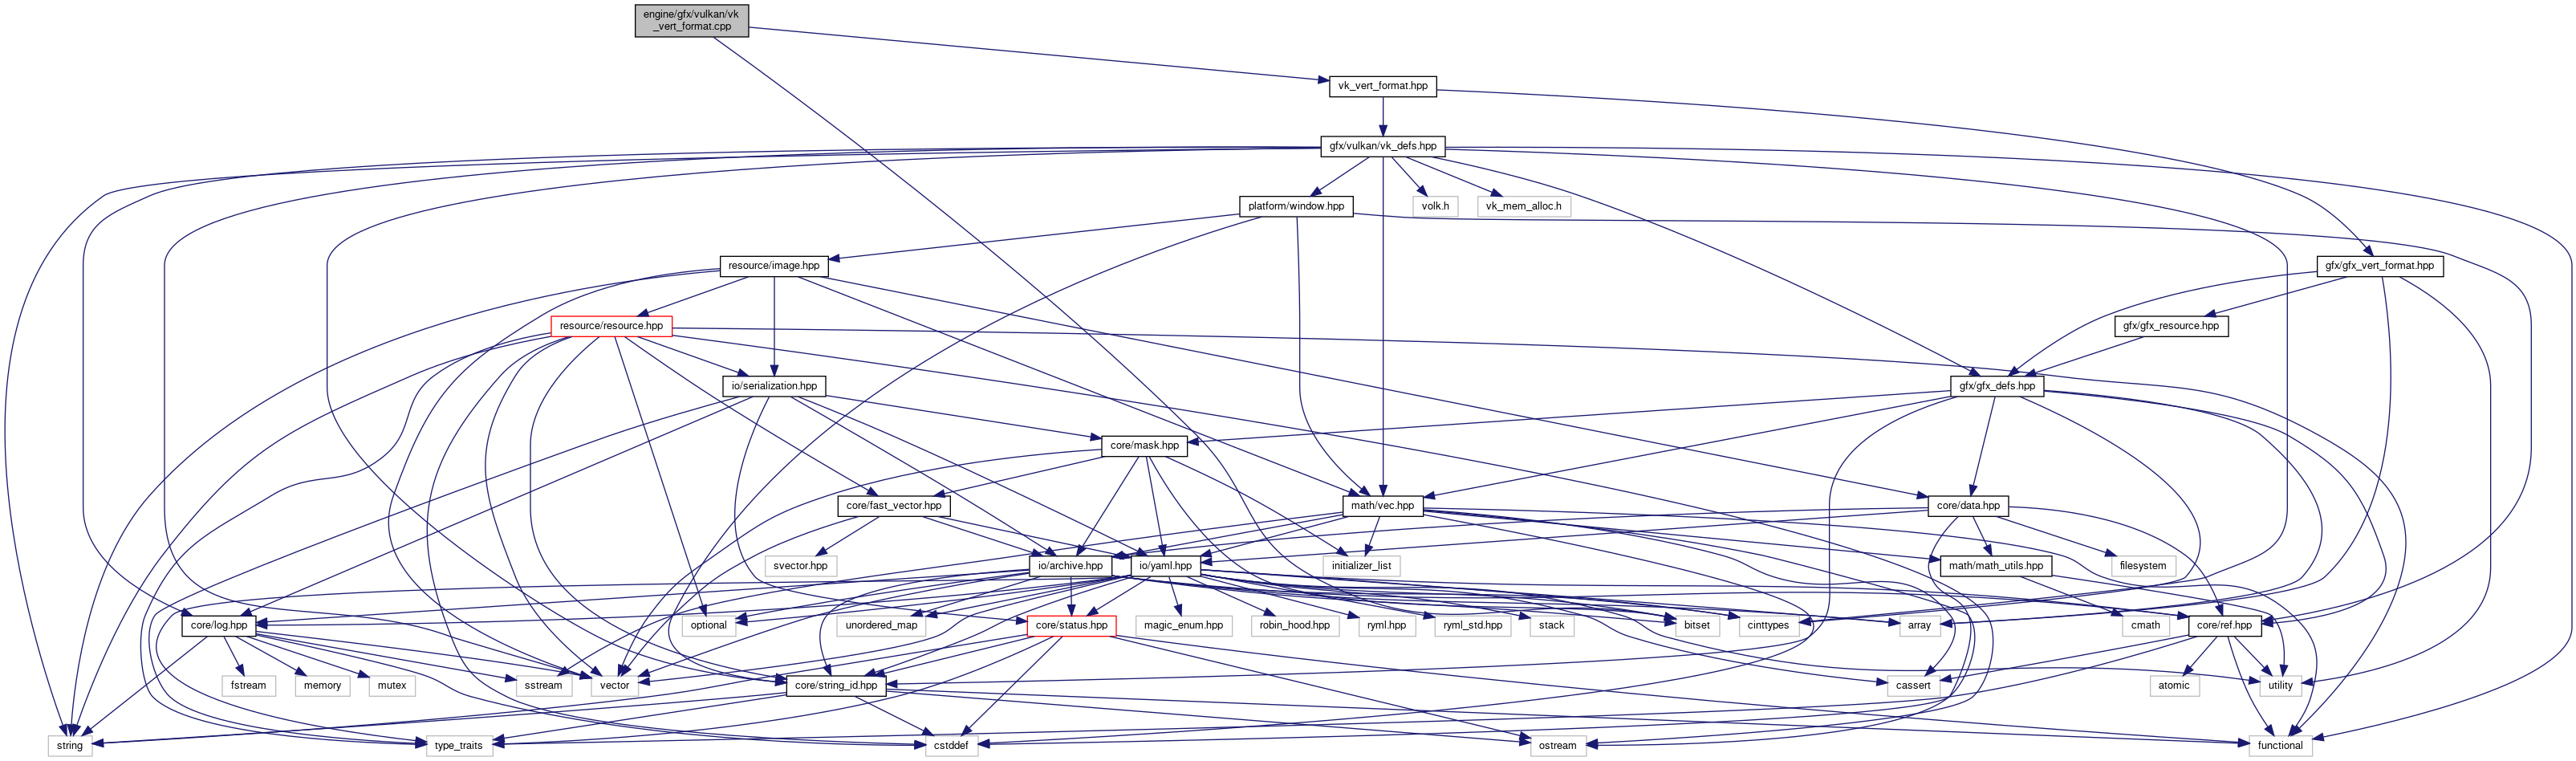 engine/gfx/vulkan/vk
_vert_format.cpp
vk_vert_format.hpp
gfx/vulkan/vk_defs.hpp
platform/window.hpp
volk.h
vk_mem_alloc.h
resource/image.hpp
gfx/gfx_vert_format.hpp
resource/resource.hpp
gfx/gfx_resource.hpp
io/serialization.hpp
gfx/gfx_defs.hpp
core/mask.hpp
core/fast_vector.hpp
math/vec.hpp
core/data.hpp
svector.hpp
io/archive.hpp
io/yaml.hpp
initializer_list
math/math_utils.hpp
filesystem
core/log.hpp
optional
unordered_map
core/status.hpp
magic_enum.hpp
robin_hood.hpp
ryml.hpp
ryml_std.hpp
stack
bitset
cinttypes
array
cmath
core/ref.hpp
fstream
memory
mutex
sstream
vector
core/string_id.hpp
cassert
atomic
utility
string
type_traits
cstddef
ostream
functional